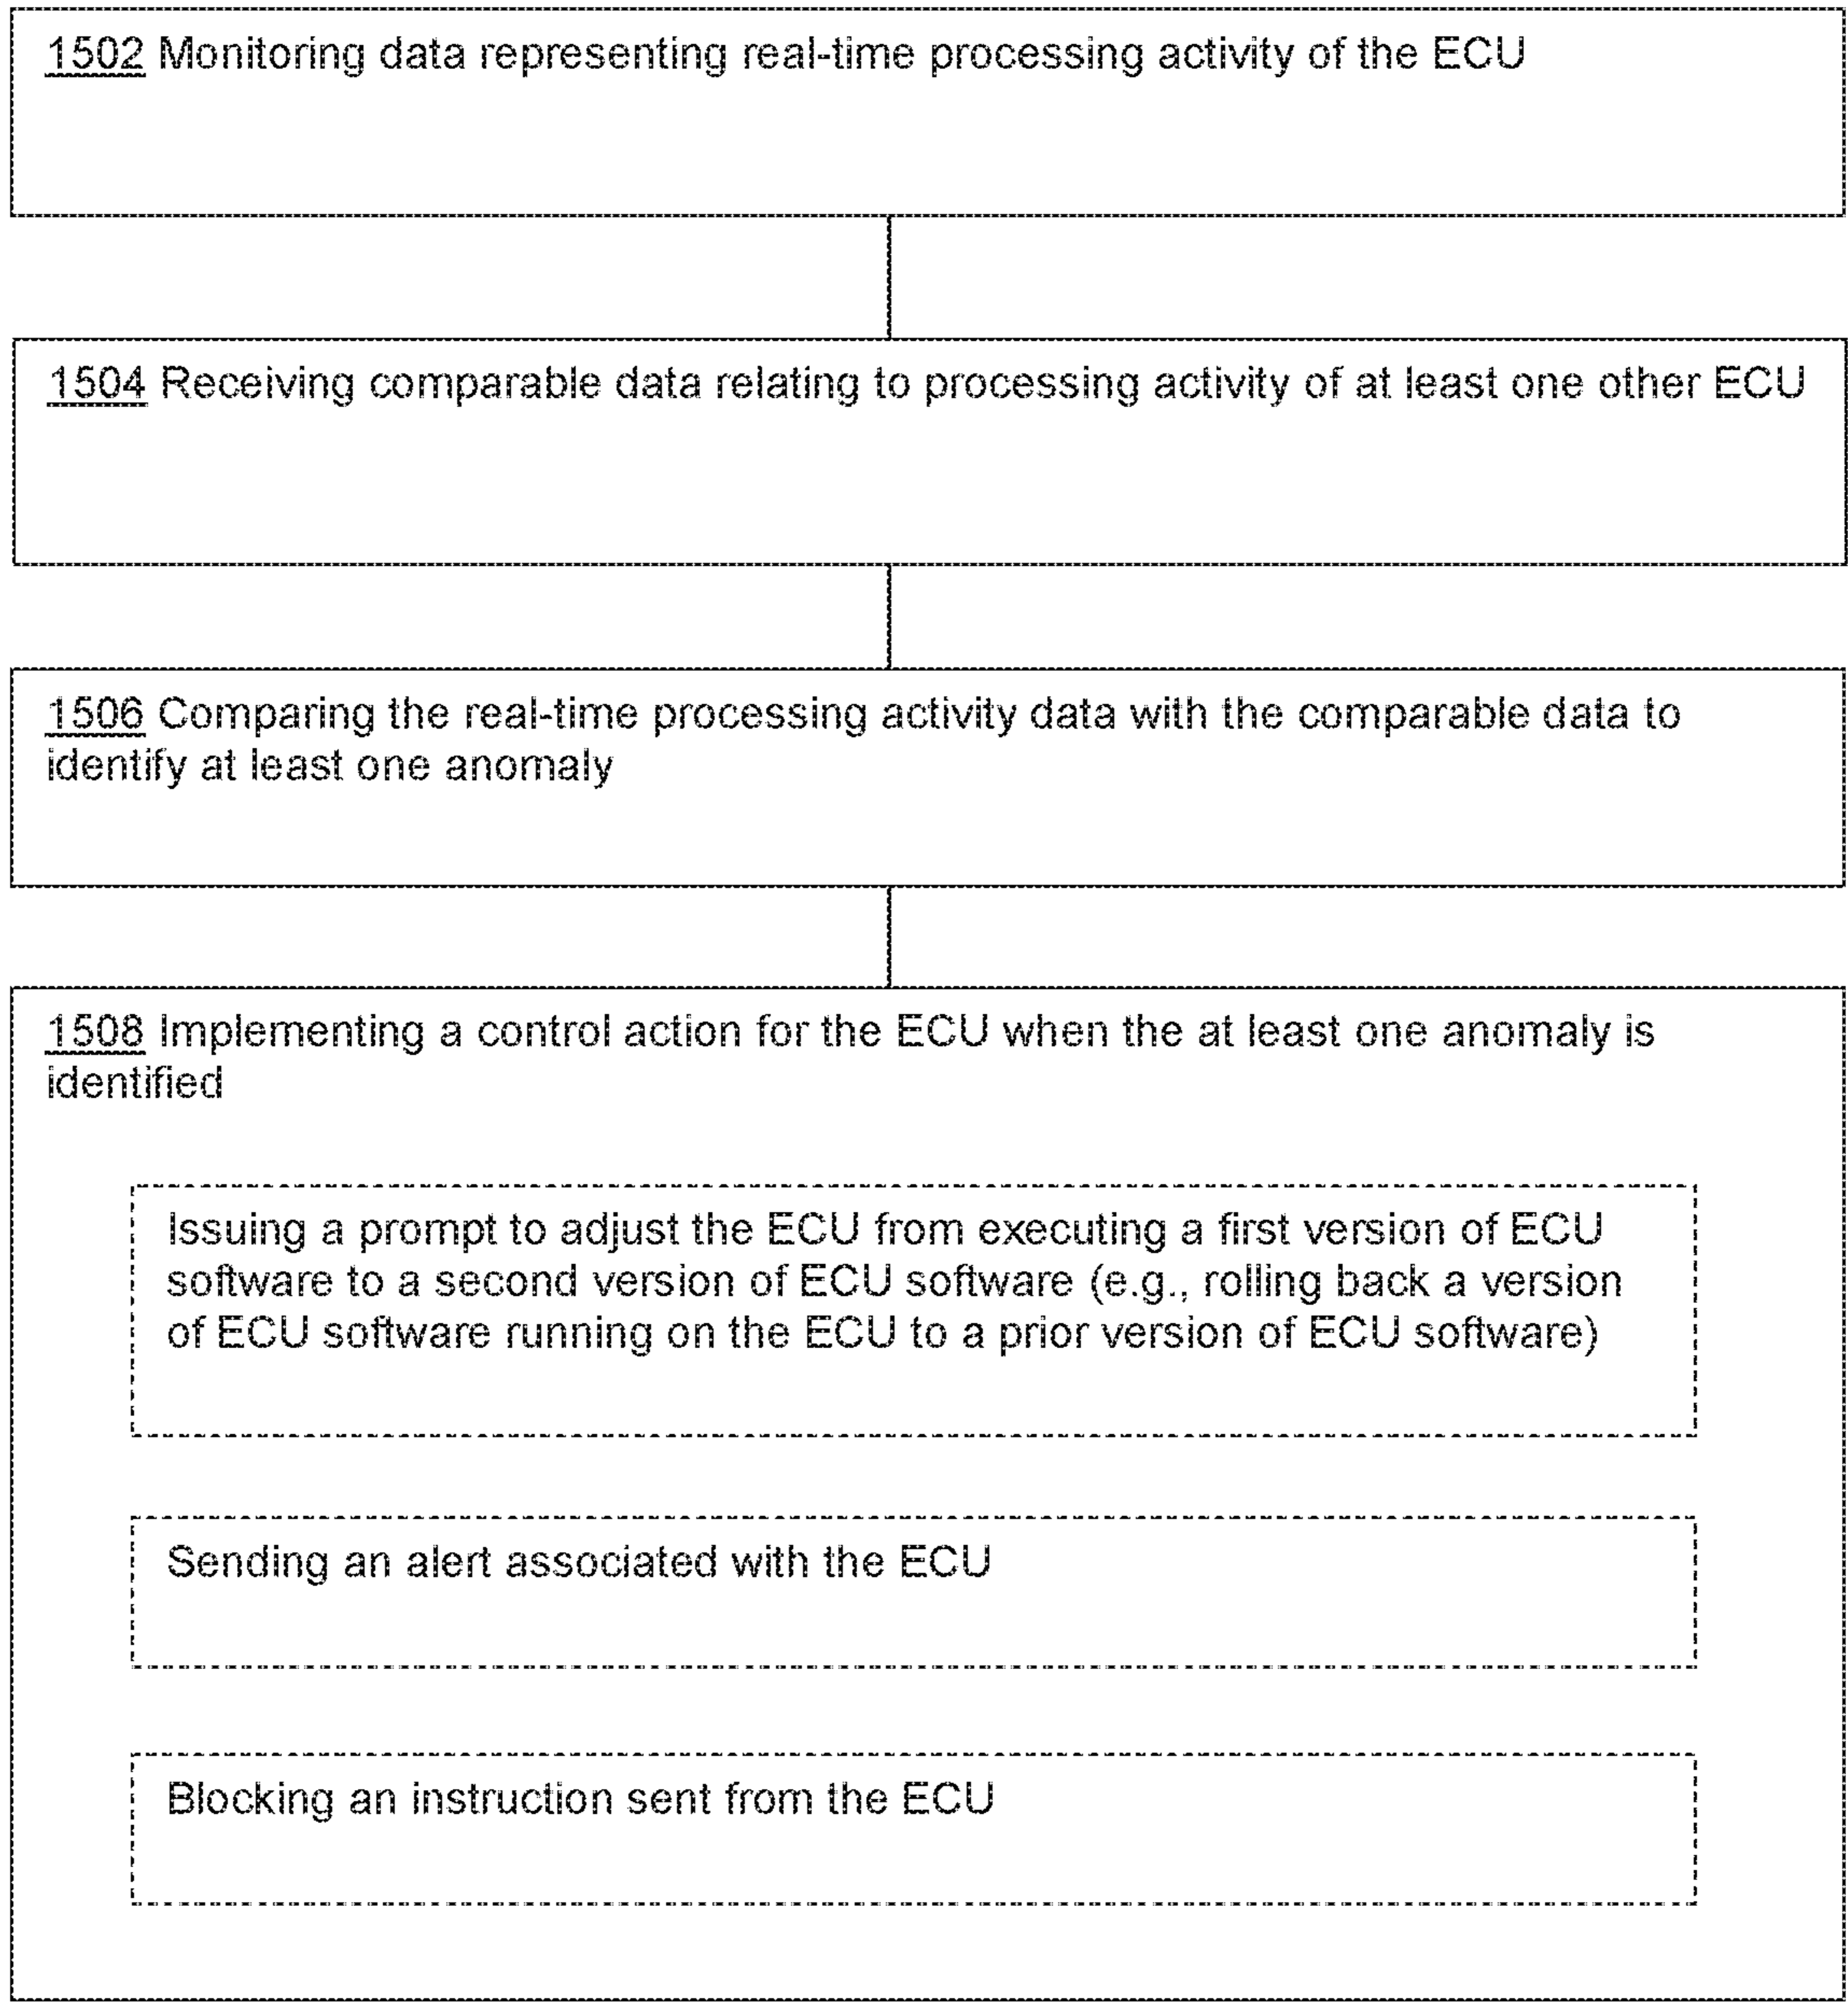 1502 Monitoring data representing real-time processing activity of the ECU
1504 Receiving comparable data relating to processing activity of at least one other ECU
1506 Comparing the real-time processing activity data with the comparable data to
identify at least one anomaly
1508 Implementing a control action for the ECU when the at least one anomaly is
identified
Issuing a prompt to adjust the ECU from executing a first version of ECU
software to a second version of ECU software (e.g., rolling back a version
of ECU software running on the ECU to a prior version of ECU software)
Sending an alert associated with the ECU
Blocking an instruction sent from the ECU